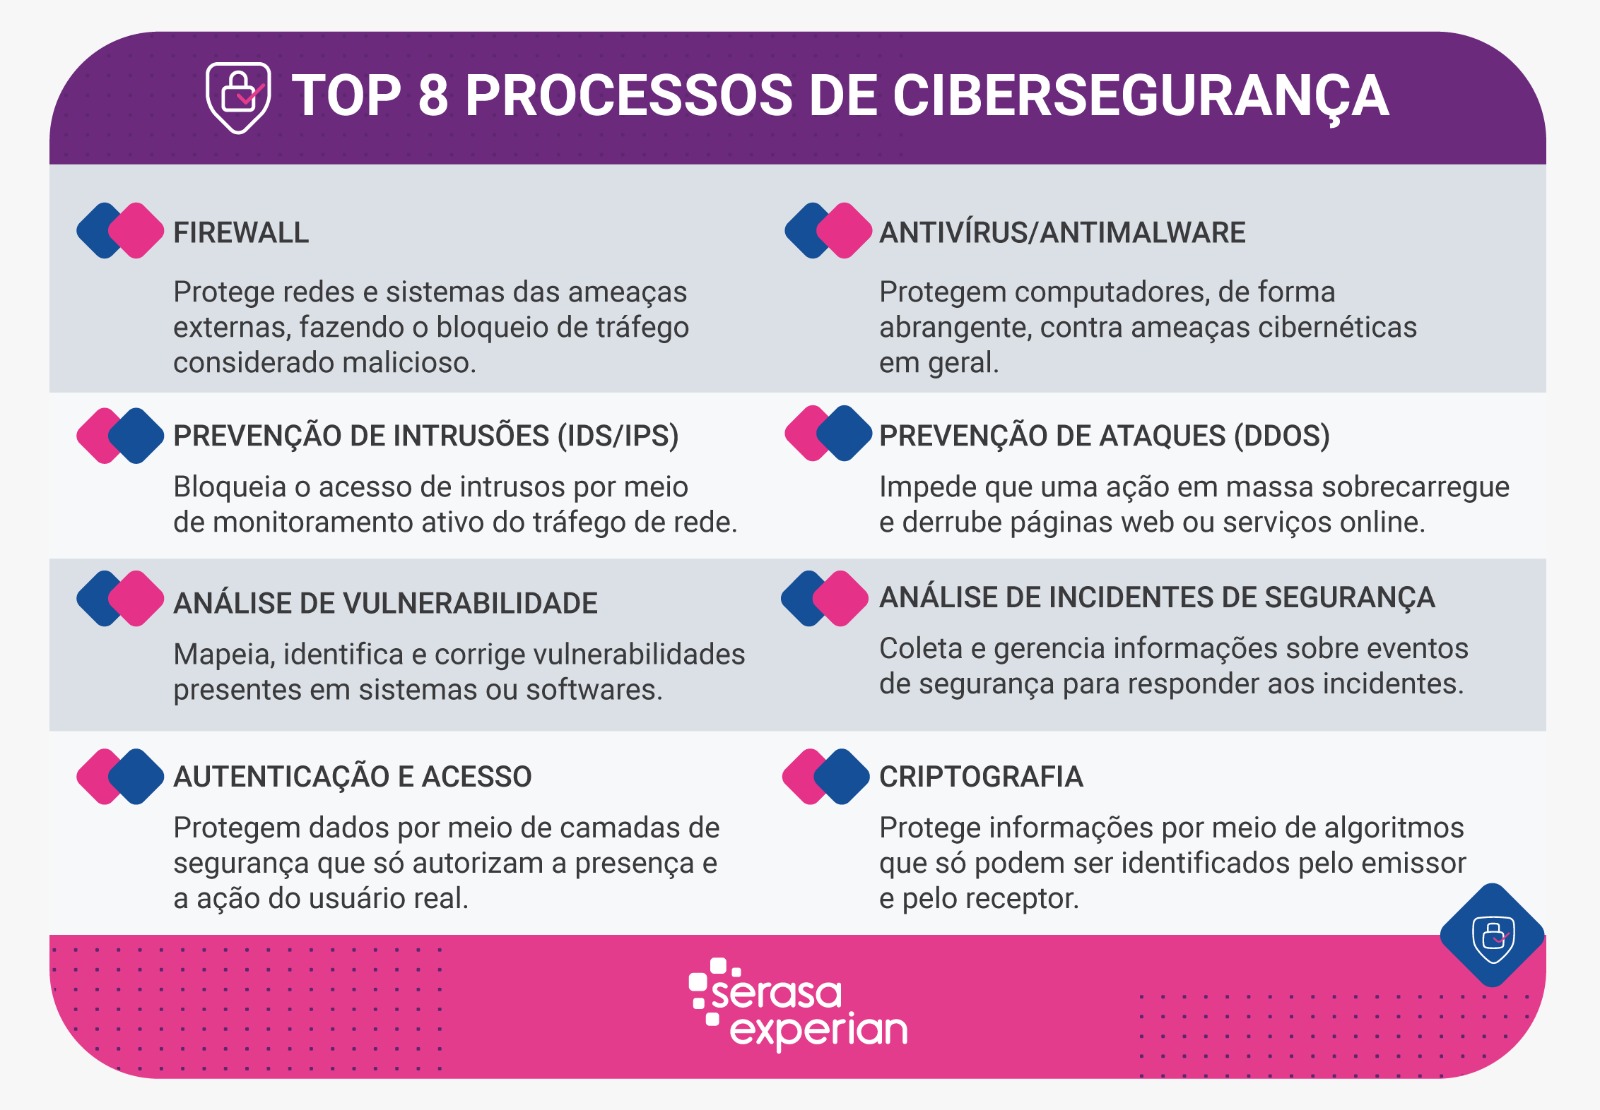 TOP 8 PROCESSOS DE CIBERSEGURANÇA
FIREWALL
Protege redes e sistemas das ameaças
externas, fazendo o bloqueio de tráfego
considerado malicioso.
ANTIVÍRUS/ANTIMALWARE
Protegem computadores, de forma
abrangente, contra ameaças cibernéticas
em geral.
PREVENÇÃO DE INTRUSÕES (IDS/IPS)
Bloqueia o acesso de intrusos por meio
de monitoramento ativo do tráfego de rede.
PREVENÇÃO DE ATAQUES (DDOS)
Impede que uma ação em massa sobrecarregue
e derrube páginas web ou serviços online.
ANÁLISE DE VULNERABILIDADE
Mapeia, identifica e corrige vulnerabilidades
presentes em sistemas ou softwares.
ANÁLISE DE INCIDENTES DE SEGURANÇA
Coleta e gerencia informações sobre eventos
de segurança para responder aos incidentes.
AUTENTICAÇÃO E ACESSO
Protegem dados por meio de camadas de
segurança que só autorizam a presença e
a ação do usuário real.
CRIPTOGRAFIA
Protege informações por meio de algoritmos
que só podem ser identificados pelo emissor
e pelo receptor.
serasa
experian